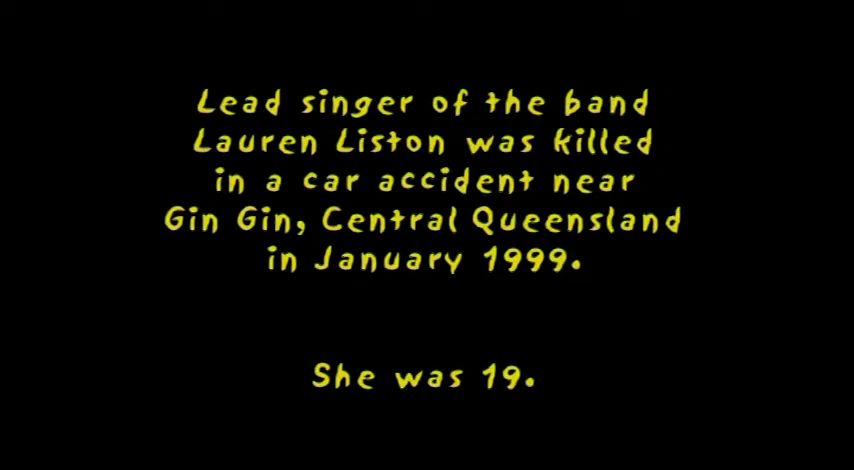 Lead singer of the band
Lauren Liston was killed
in a car accident near
Gin Gin, Central Queensland
in January 1999.
She was 19.